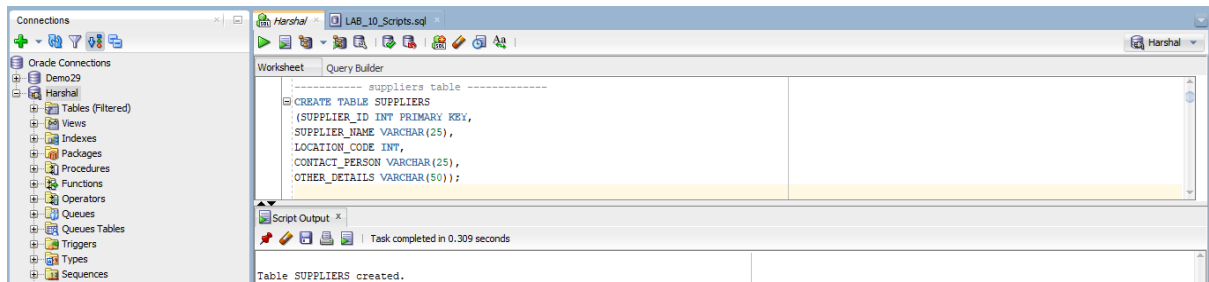 Connections
Oracle Connections
Demo29
Harshal
Tables (Filtered)
Views
Indexes
Packages
Procedures
Functions
Operators
Queues
Queues Tables
Triggers
Types
Sequences
Harshal
LAB_10_Scripts.sql
Harshal
Worksheet Query Builder
----------- suppliers table -------------
CREATE TABLE SUPPLIERS
(SUPPLIER_ID INT PRIMARY KEY,
SUPPLIER_NAME VARCHAR(25),
LOCATION_CODE INT,
CONTACT_PERSON VARCHAR(25),
OTHER_DETAILS VARCHAR(50));
Script Output
Task completed in 0.309 seconds
Table SUPPLIERS created.